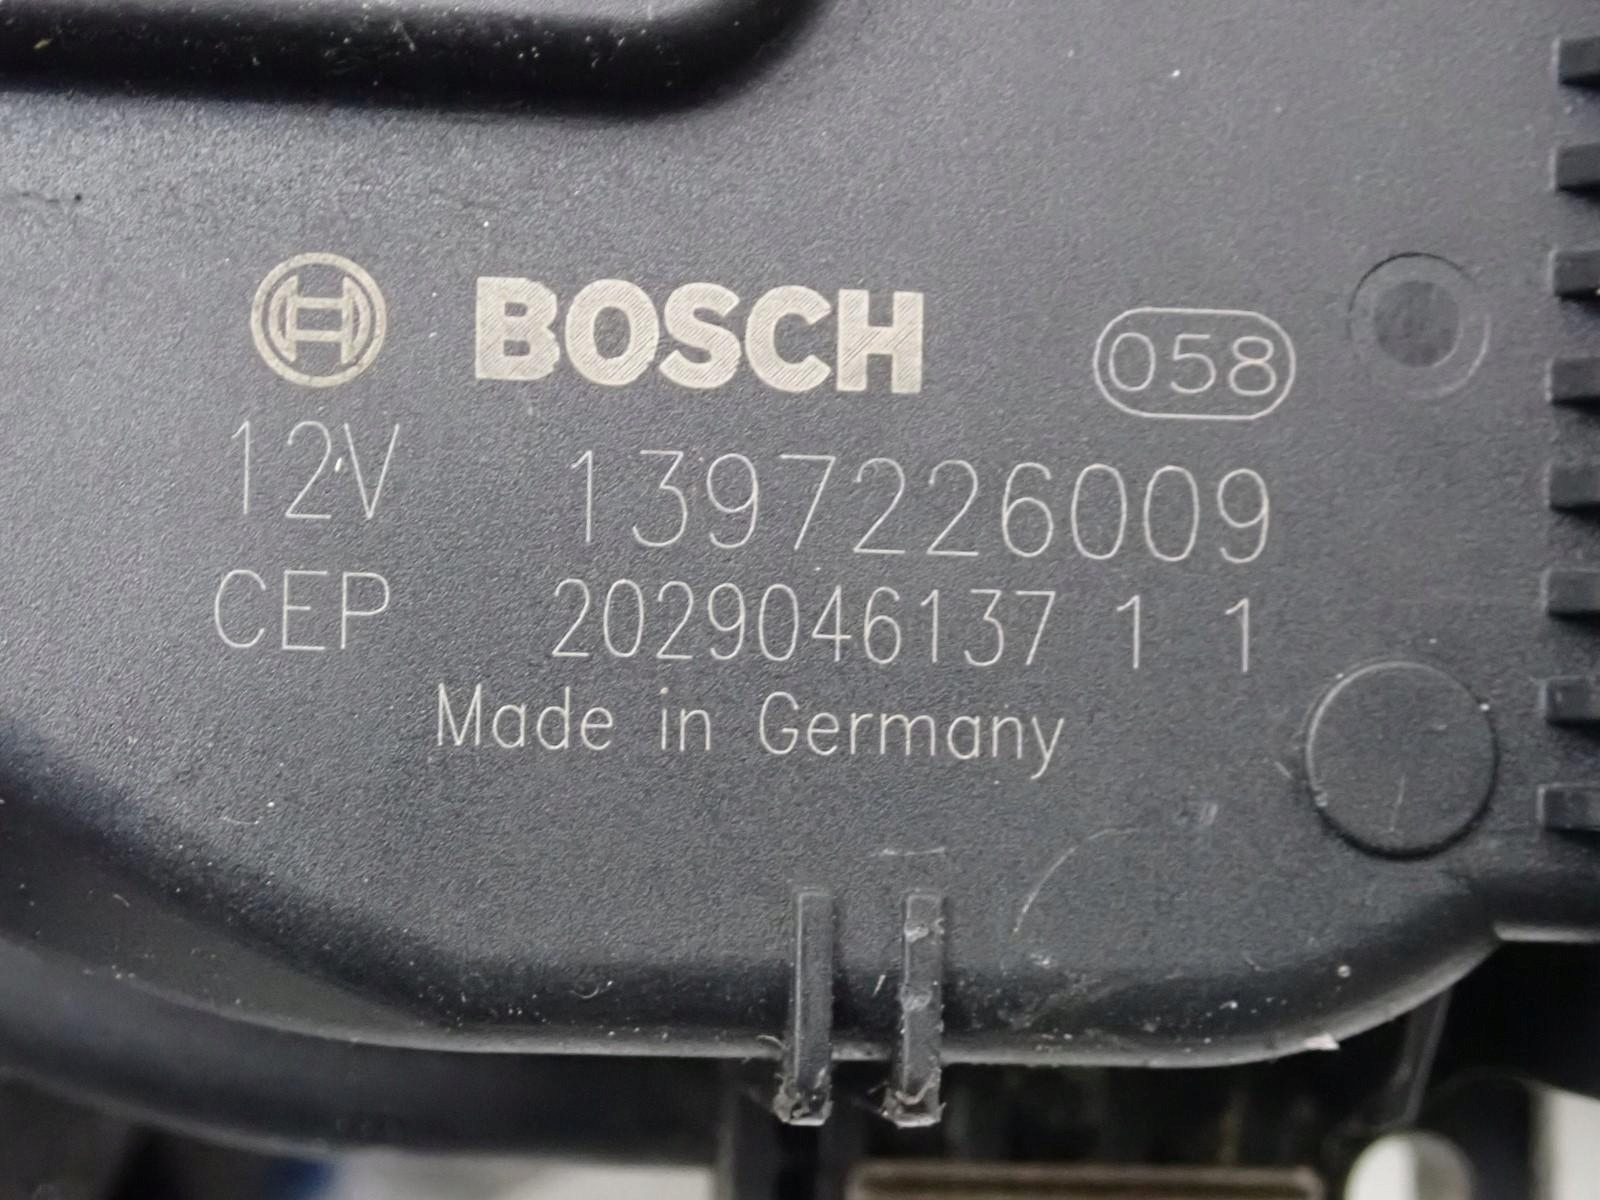 BOSCH 058
12V 1397226009
CEP 2029046137 1 1
Made in Germany